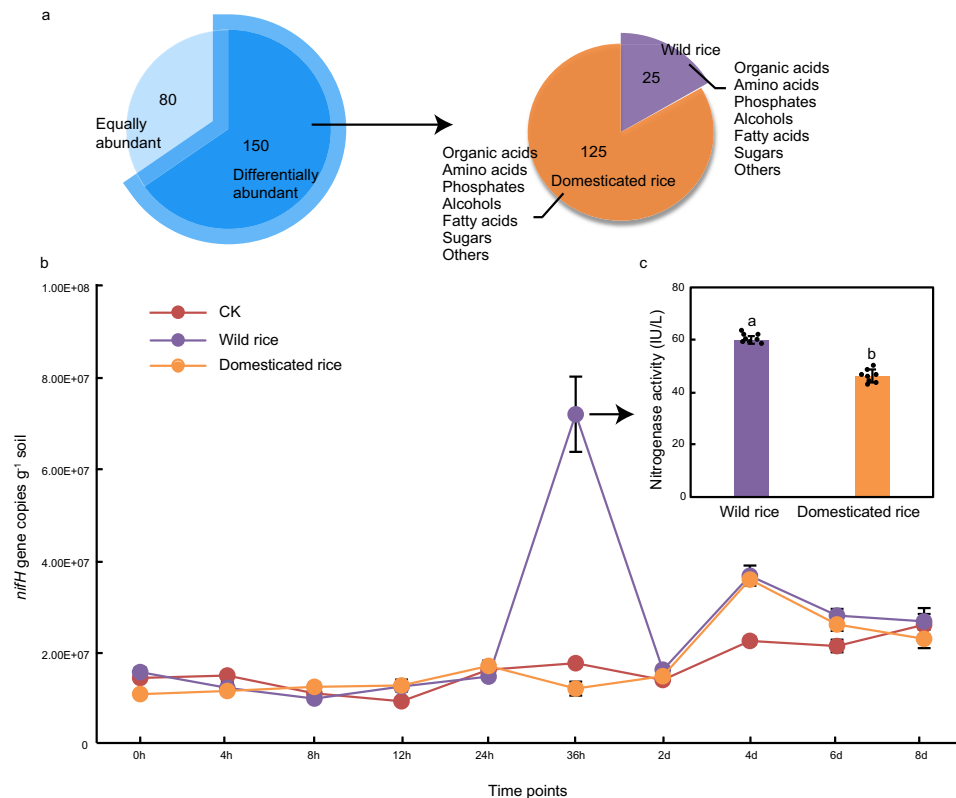 a
80
Equally
abundant
150
Differentially
abundant
Organic acids
Amino acids
Phosphates
Alcohols
Fatty acids
Sugars
Others
Wild rice
25
125
Domesticated rice
Organic acids
Amino acids
Phosphates
Alcohols
Fatty acids
Sugars
Others
b
nifH gene copies g⁻¹ soil
1.00E+08
8.00E+07
6.00E+07
4.00E+07
2.00E+07
0
CK
Wild rice
Domesticated rice
0h
4h
8h
12h
24h
36h
2d
4d
6d
8d
Time points
c
Nitrogenase activity (IU/L)
80
60
40
20
0
a
b
Wild rice
Domesticated rice